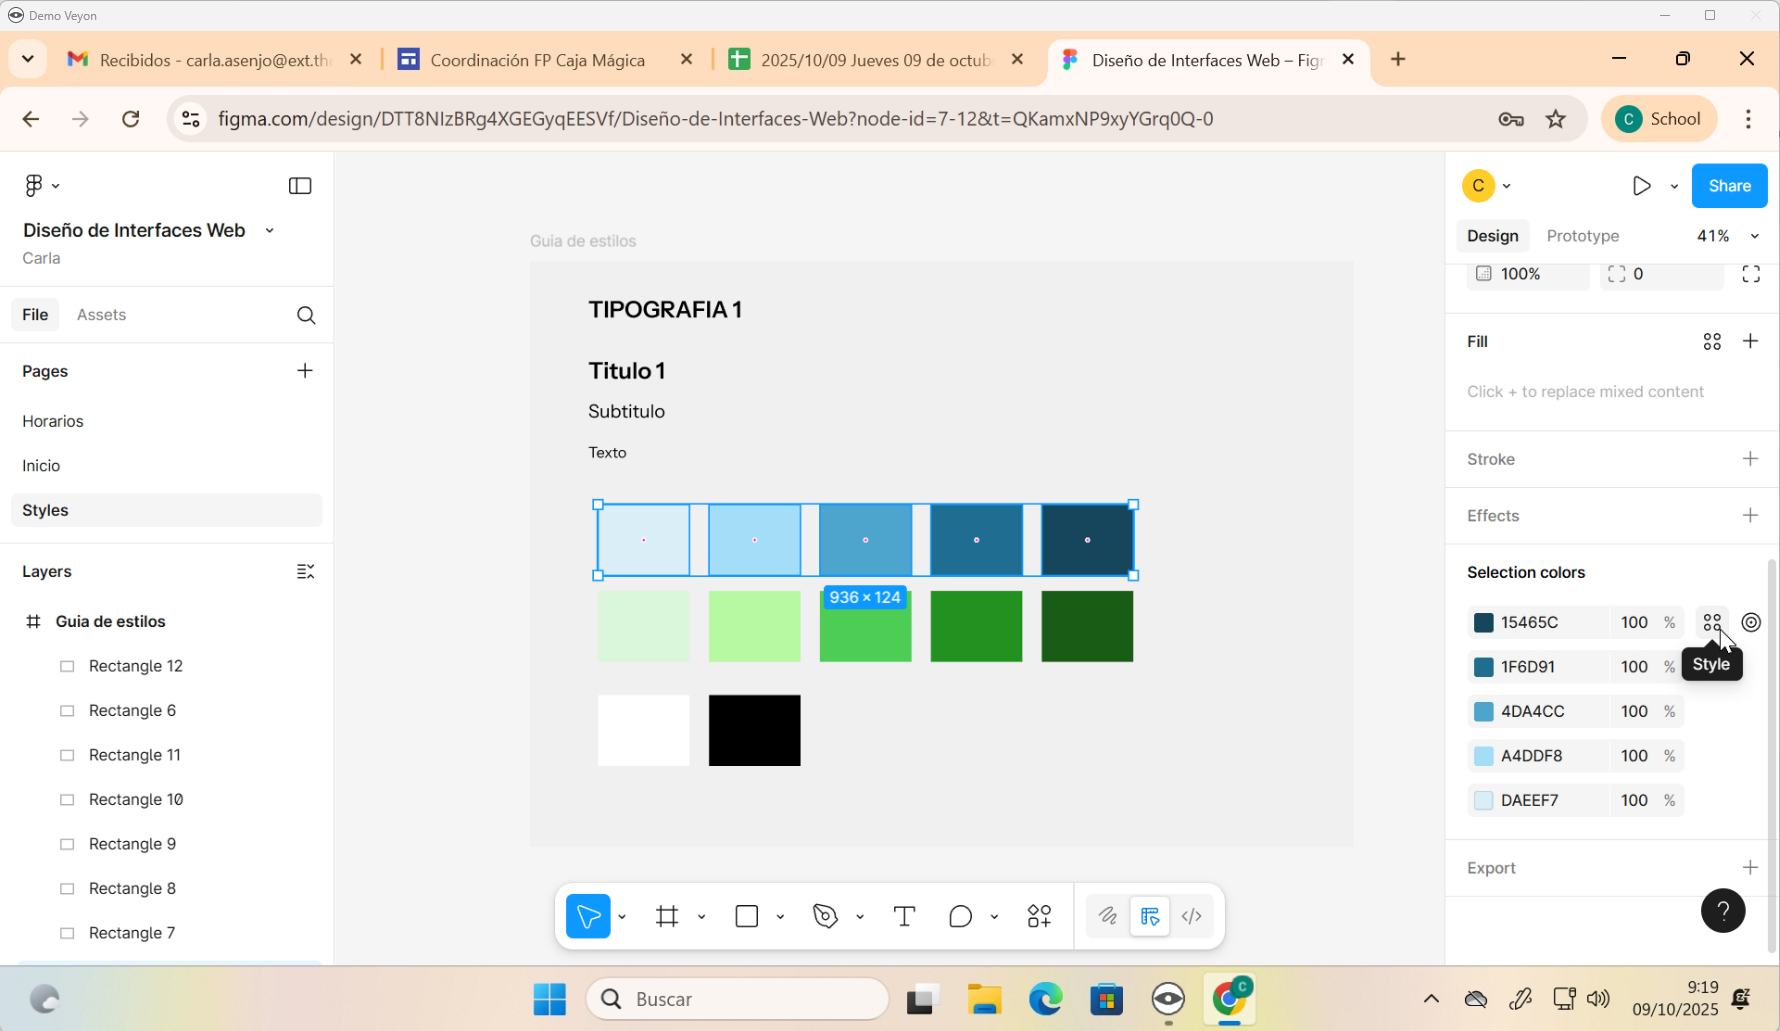 Demo Veyon
Recibidos - carla.asenjo@ext.th
Coordinación FP Caja Mágica
2025/10/09 Jueves 09 de octub
Diseño de Interfaces Web – Fig
figma.com/design/DTT8NIzBRg4XGEGyqEESVf/Diseño-de-Interfaces-Web?node-id=7-12&t=QKamxNP9xyYGrq0Q-0
C
School
Diseño de Interfaces Web
Carla
File
Assets
Pages
Horarios
Inicio
Styles
Layers
Guia de estilos
Rectangle 12
Rectangle 6
Rectangle 11
Rectangle 10
Rectangle 9
Rectangle 8
Rectangle 7
Guia de estilos
TIPOGRAFIA 1
Titulo 1
Subtitulo
Texto
936 × 124
C
Share
Design
Prototype
41%
100%
0
Fill
Click + to replace mixed content
Stroke
Effects
Selection colors
15465C 100 %
Style
1F6D91 100 %
4DA4CC 100 %
A4DDF8 100 %
DAEEF7 100 %
Export
?
Buscar
C
9:19
09/10/2025